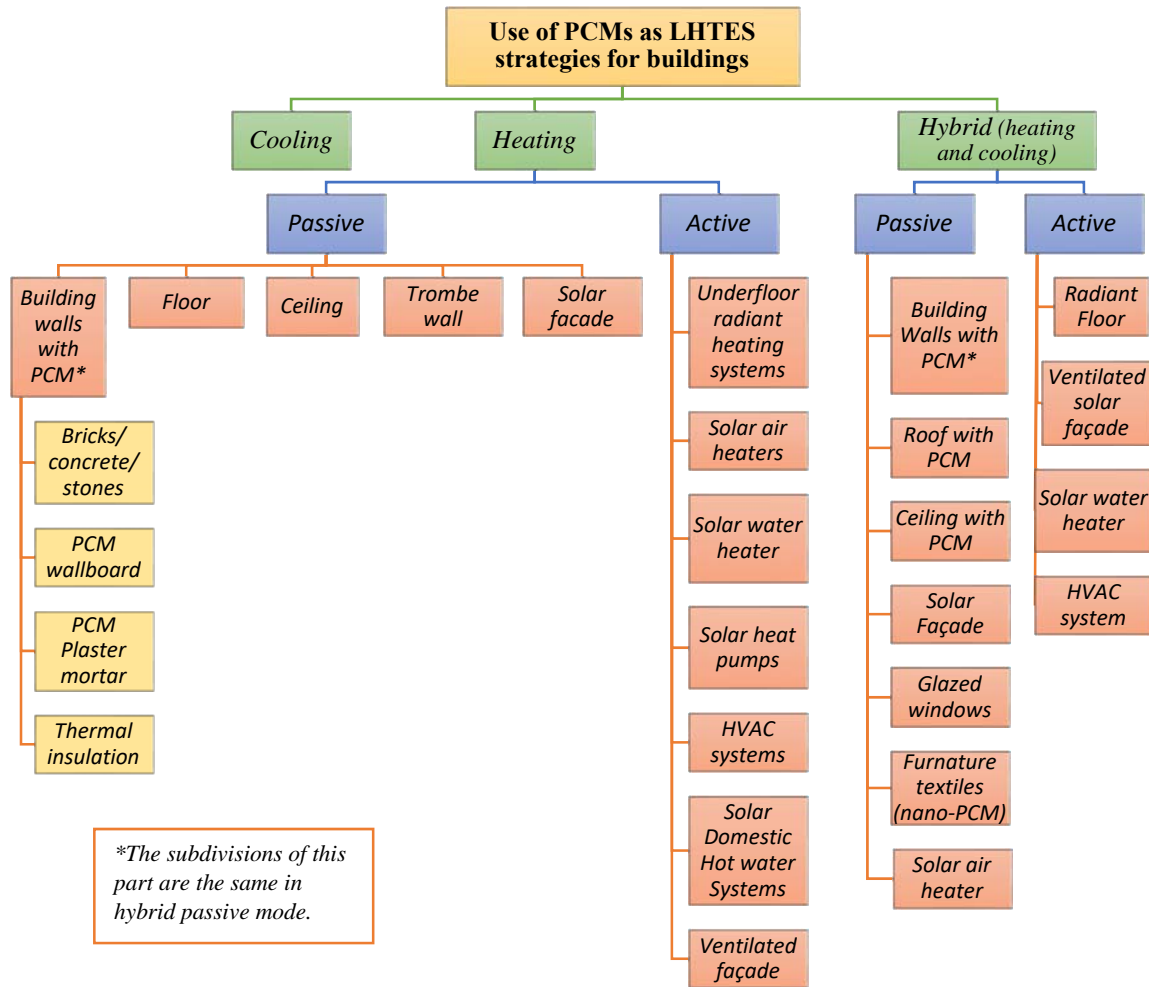 Use of PCMs as LHTES
strategies for buildings
Cooling
Heating
Hybrid (heating
and cooling)
Passive
Active
Passive
Active
Building
walls
with
PCM*
Floor
Ceiling
Trombe
wall
Solar
facade
Bricks/
concrete/
stones
PCM
wallboard
PCM
Plaster
mortar
Thermal
insulation
Underfloor
radiant
heating
systems
Solar air
heaters
Solar water
heater
Solar heat
pumps
HVAC
systems
Solar
Domestic
Hot water
Systems
Ventilated
façade
Building
Walls with
PCM*
Roof with
PCM
Ceiling with
PCM
Solar
Façade
Glazed
windows
Furnature
textiles
(nano-PCM)
Solar air
heater
Radiant
Floor
Ventilated
solar
façade
Solar water
heater
HVAC
system
*The subdivisions of this
part are the same in
hybrid passive mode.